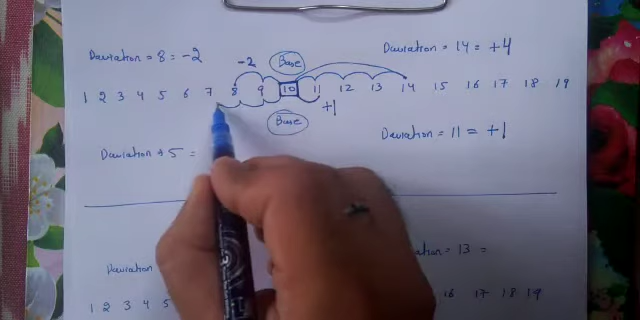 Deviation = 8 = -2
-2
Base
Deviation = 14 = +4
1 2 3 4 5 6 7 8 9 10 11 12 13 14 15 16 17 18 19
+1
Base
Deviation = 11 = +1
Deviation 5 =
Deviation
= 13 =
1 2 3 4 5
16 17 18 19